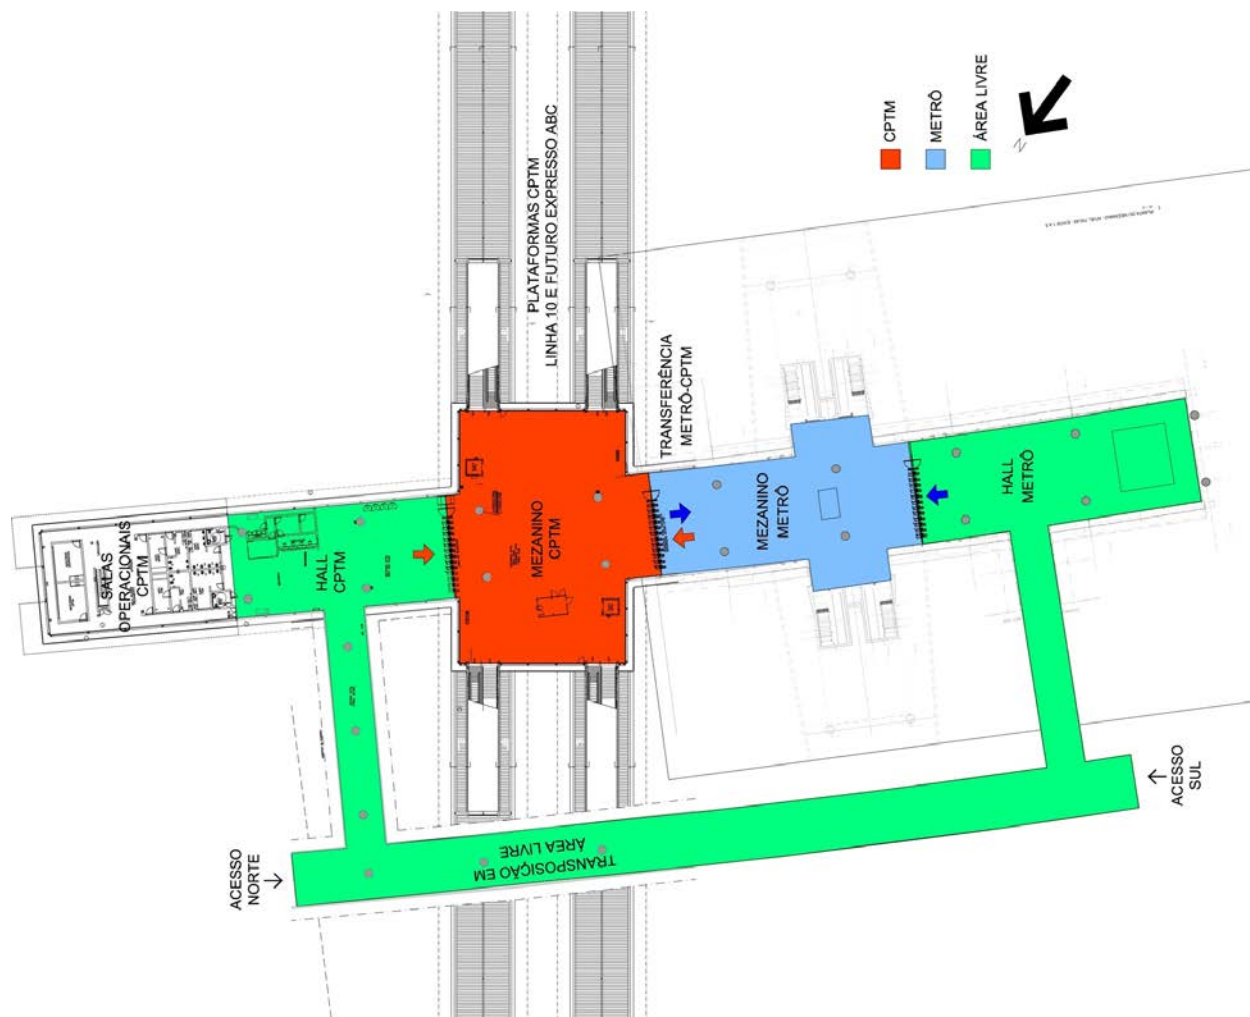 PLATAFORMAS CPTM
LINHA 10 E FUTURO EXPRESSO ABC
CPTM
METRÔ
ÁREA LIVRE
N
TRANSFERÊNCIA
METRÔ-CPTM
SALAS
OPERACIONAIS
CPTM
HALL
CPTM
MEZANINO
CPTM
MEZANINO
METRÔ
HALL
METRÔ
ACESSO
NORTE
TRANSPOSIÇÃO EM
ÁREA LIVRE
ACESSO
SUL